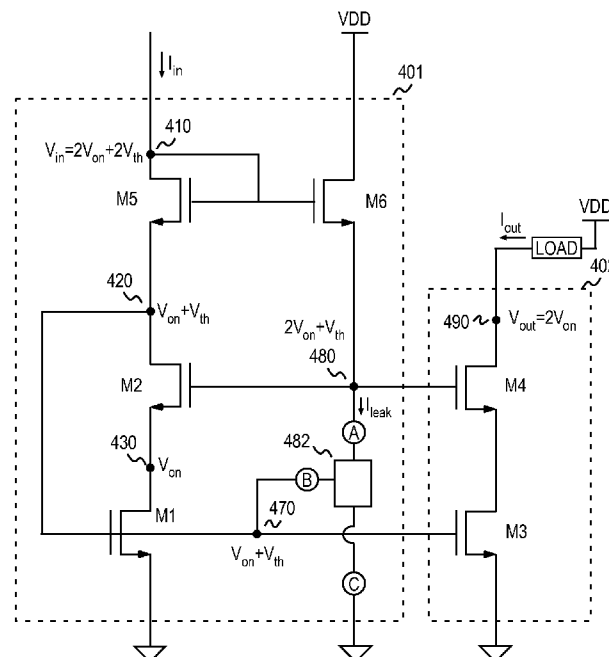 I_in
VDD
401
410
V_in=2V_on+2V_th
M5
M6
VDD
I_out
LOAD
402
420
V_on+V_th
2V_on+V_th
490
V_out=2V_on
480
M2
M4
I_leak
A
430
V_on
482
B
M1
470
M3
V_on+V_th
C